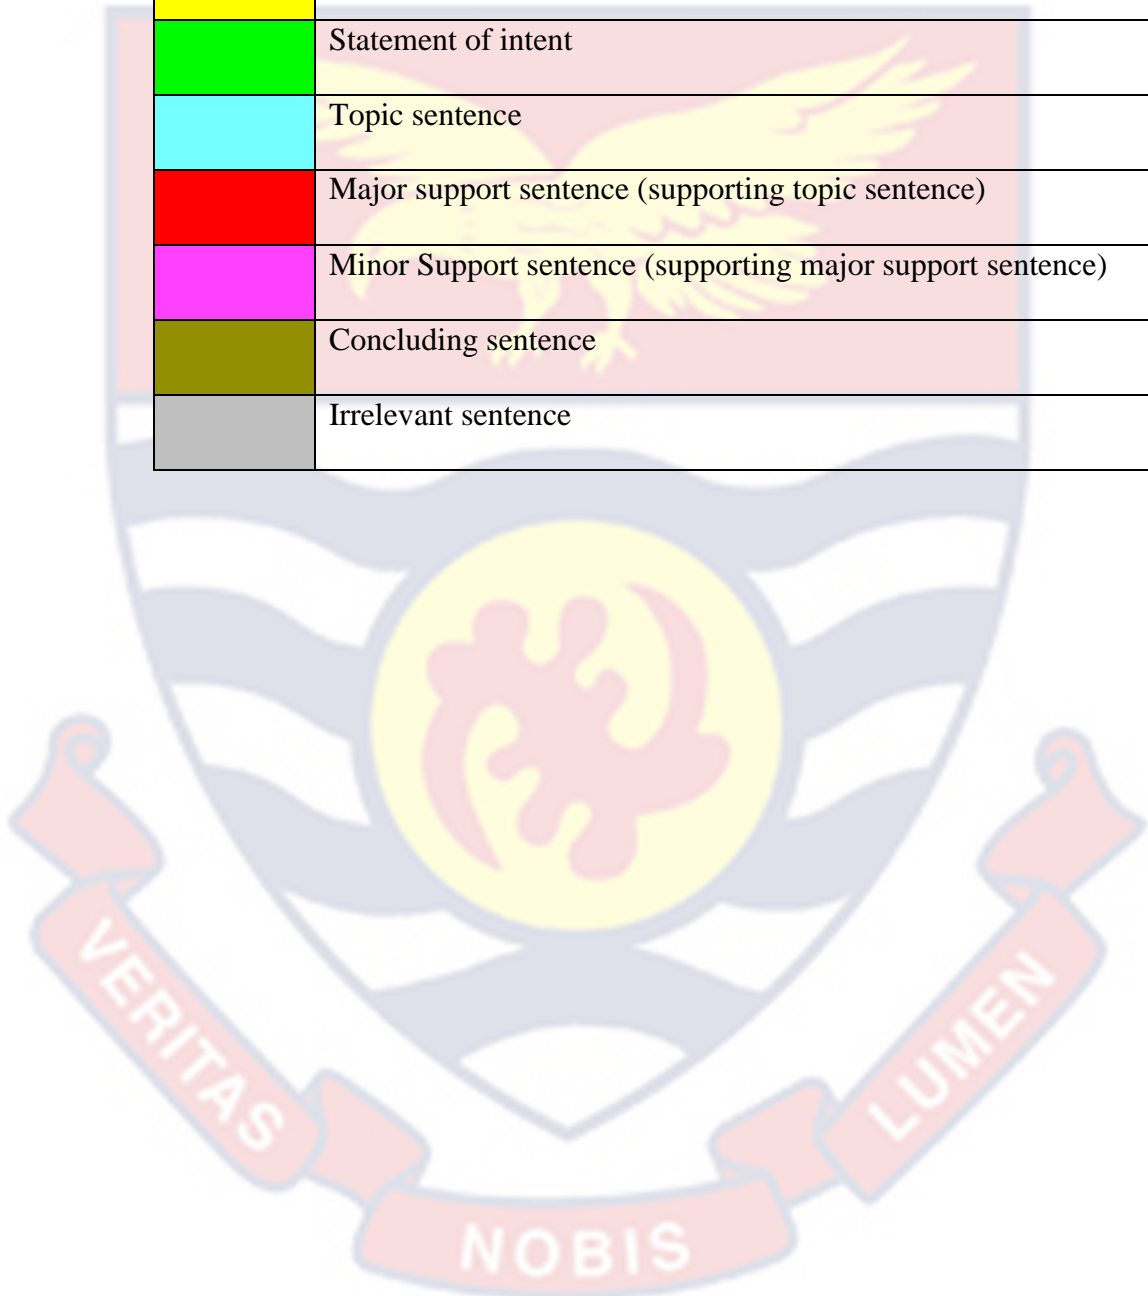 Statement of intent
Topic sentence
Major support sentence (supporting topic sentence)
Minor Support sentence (supporting major support sentence)
Concluding sentence
Irrelevant sentence
VERITAS
NOBIS
LUMEN